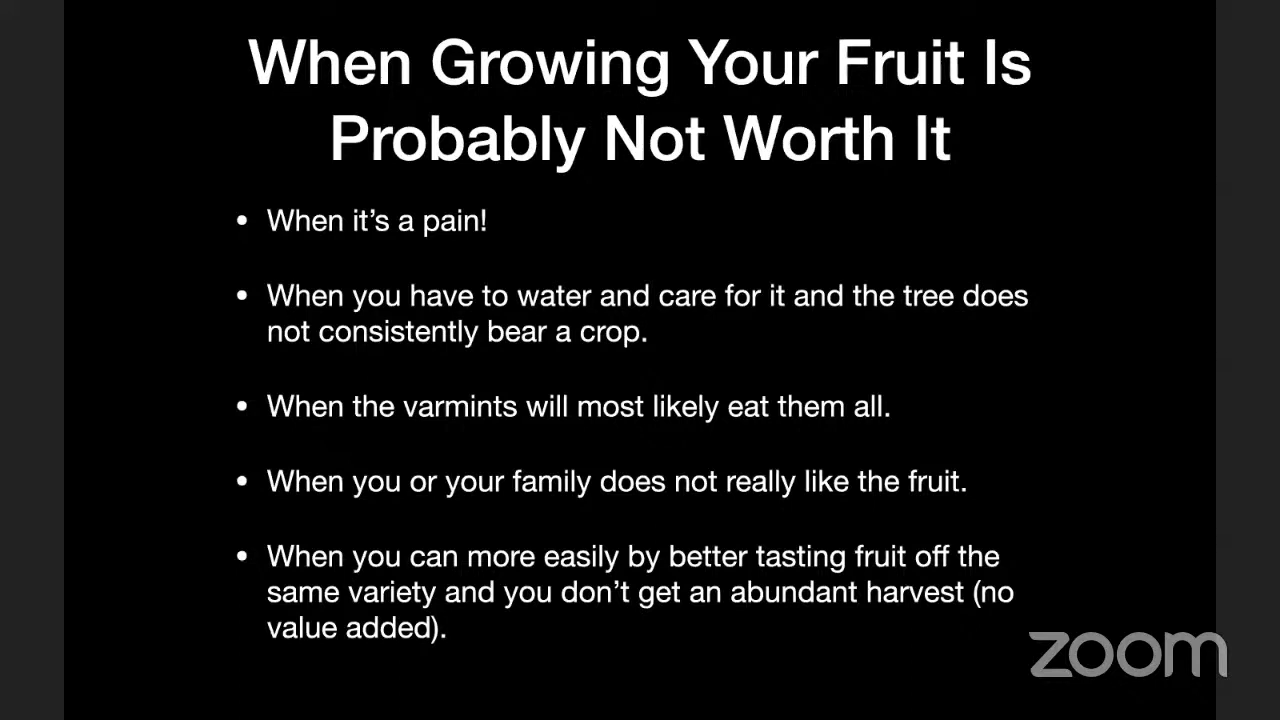 When Growing Your Fruit Is
Probably Not Worth It
• When it’s a pain!
• When you have to water and care for it and the tree does
not consistently bear a crop.
• When the varmints will most likely eat them all.
• When you or your family does not really like the fruit.
• When you can more easily by better tasting fruit off the
same variety and you don’t get an abundant harvest (no
value added).
zoom